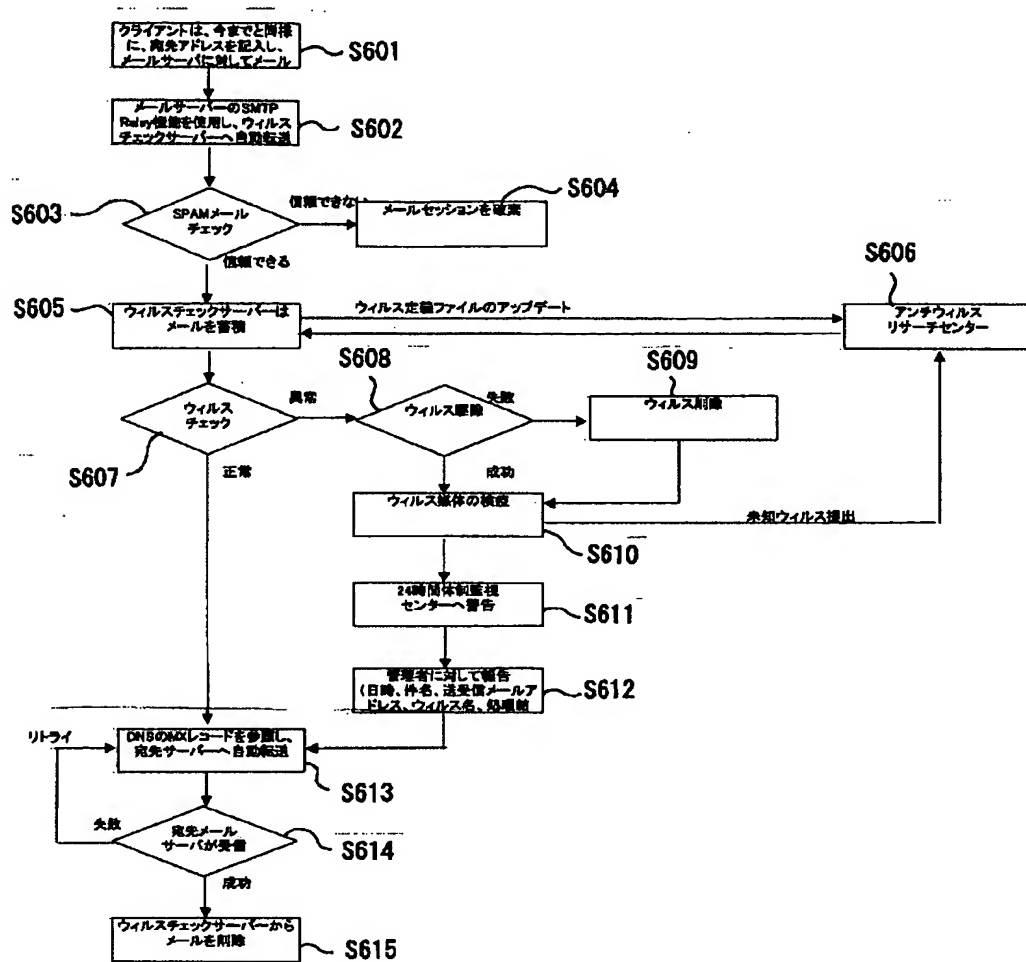 クライアントは、今までと同様
に、宛先アドレスを記入し、
メールサーバに対してメール
S601
メールサーバーのSMTP
Relay機能を使用し、ウィルス
チェックサーバーへ自動転送
S602
S603
SPAMメール
チェック
信頼できな
S604
メールセッションを破棄
信頼できる
S605
ウィルスチェックサーバーは
メールを蓄積
ウィルス定義ファイルのアップデート
S606
アンチウィルス
リサーチセンター
S607
ウィルス
チェック
異常
S608
ウィルス駆除
失敗
S609
ウィルス削除
正常
成功
ウィルス媒体の検疫
S610
未知ウィルス提出
24時間体制監視
センターへ警告
S611
管理者に対して報告
(日時、件名、送受信メールア
ドレス、ウィルス名、処理結
S612
リトライ
DNSのMXレコードを参照し、
宛先サーバーへ自動転送
S613
失敗
宛先メール
サーバが受信
S614
成功
ウィルスチェックサーバーから
メールを削除
S615